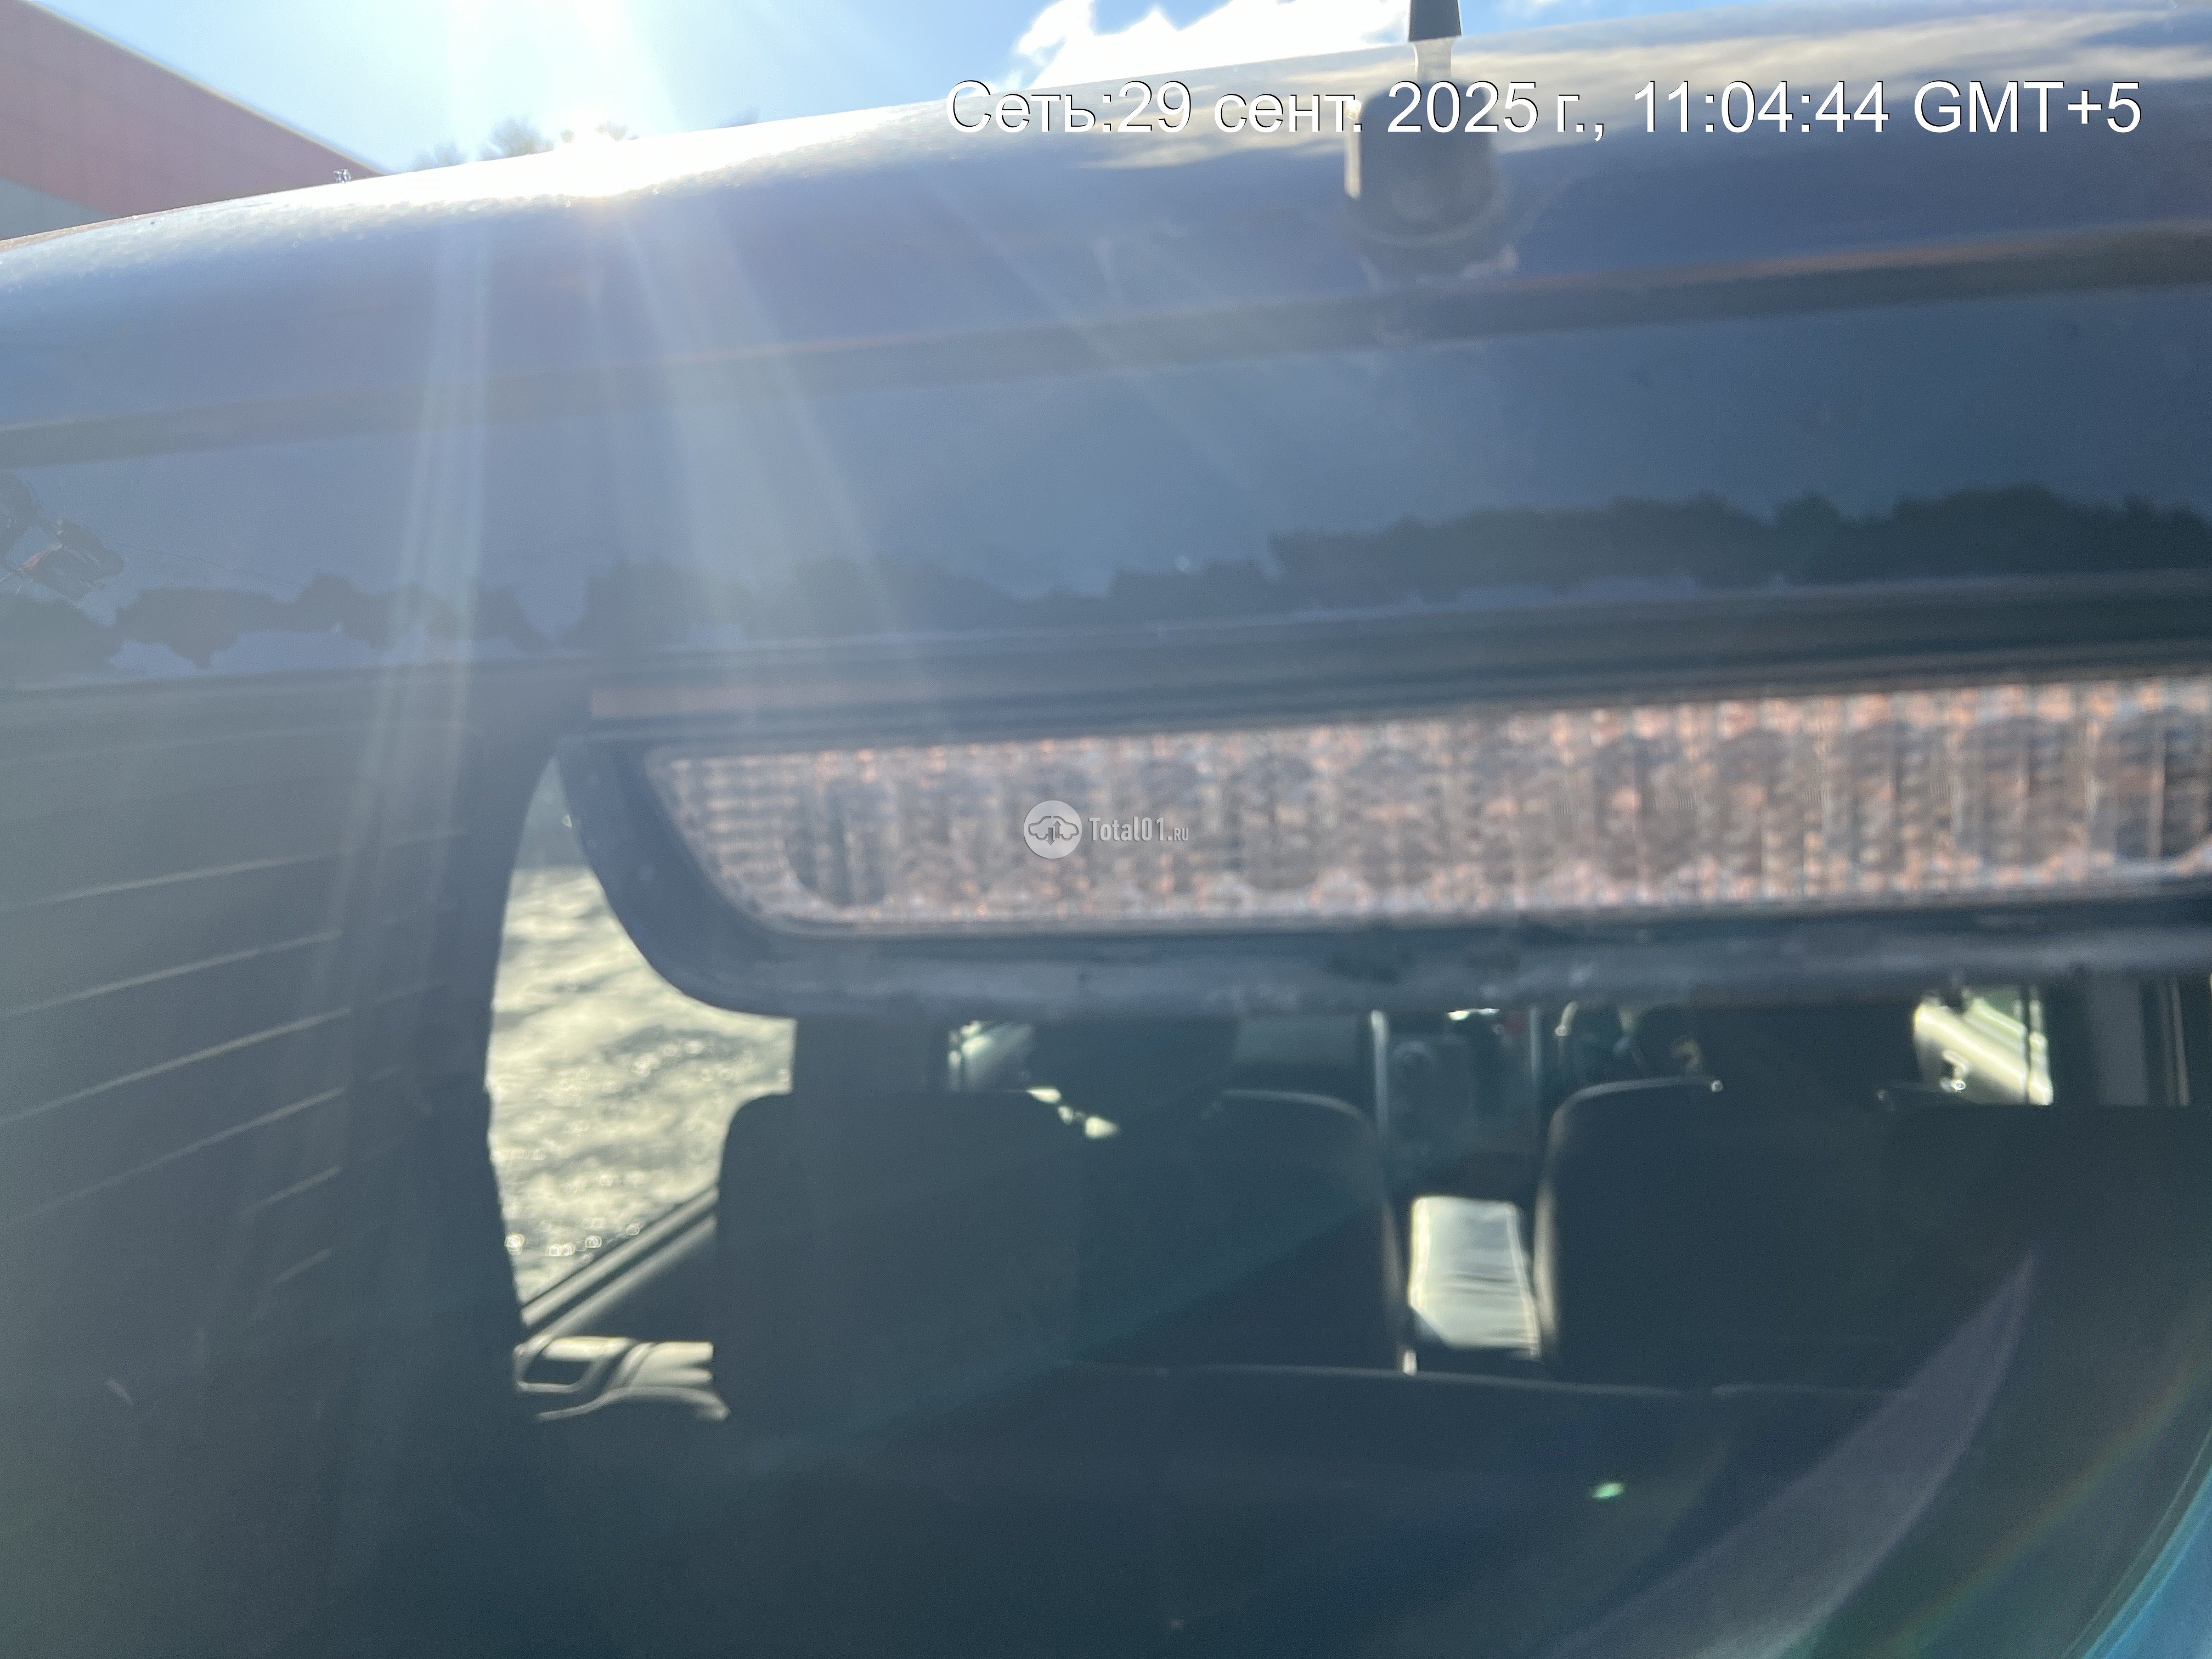 Сеть:29 сент. 2025 г., 11:04:44 GMT+5
Total01.RU